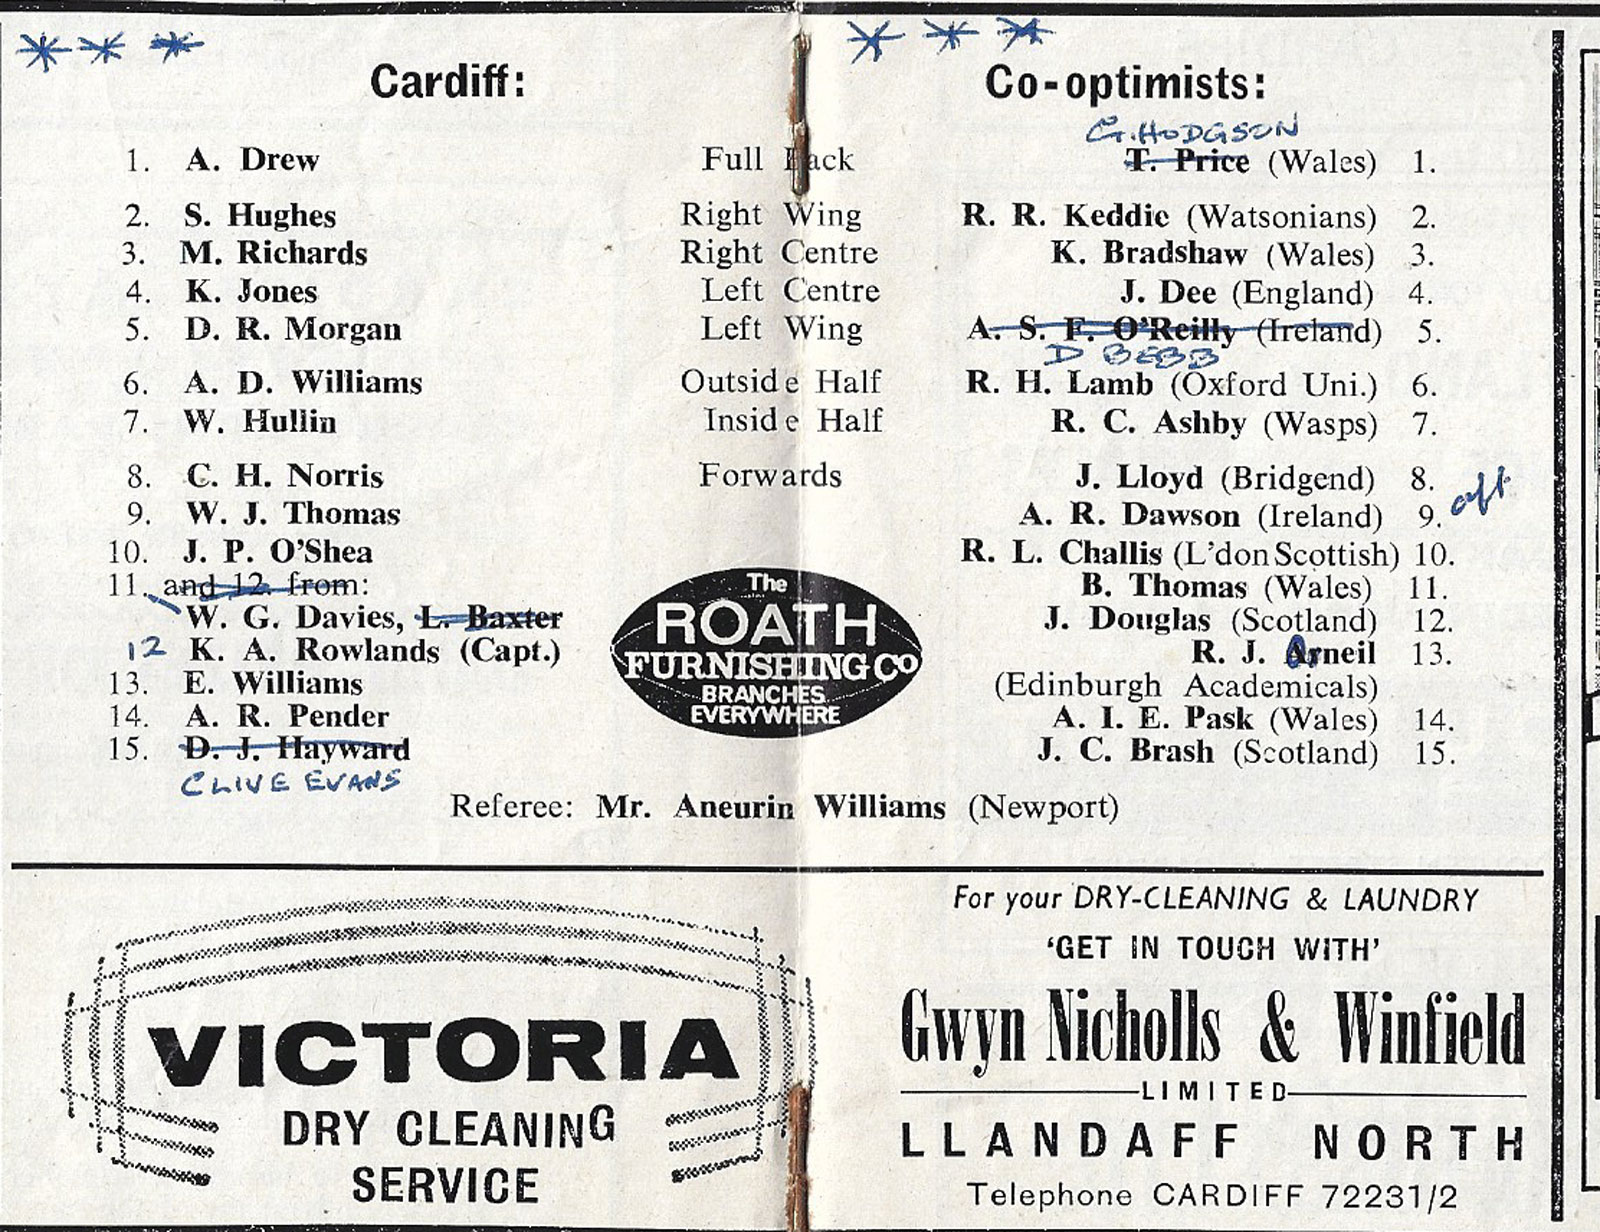 Cardiff:
Co-optimists:
G. HODGSON
1. A. Drew Full Back T. Price (Wales) 1.
2. S. Hughes Right Wing R. R. Keddie (Watsonians) 2.
3. M. Richards Right Centre K. Bradshaw (Wales) 3.
4. K. Jones Left Centre J. Dee (England) 4.
5. D. R. Morgan Left Wing A. S. F. O'Reilly (Ireland) 5.
D BEBB
6. A. D. Williams Outside Half R. H. Lamb (Oxford Uni.) 6.
7. W. Hullin Inside Half R. C. Ashby (Wasps) 7.
8. C. H. Norris Forwards J. Lloyd (Bridgend) 8.
9. W. J. Thomas A. R. Dawson (Ireland) 9.
10. J. P. O'Shea R. L. Challis (L'don Scottish) 10.
11. and 12 from: B. Thomas (Wales) 11.
W. G. Davies, L. Baxter J. Douglas (Scotland) 12.
12 K. A. Rowlands (Capt.) R. J. Arneil 13.
13. E. Williams (Edinburgh Academicals)
14. A. R. Pender A. I. E. Pask (Wales) 14.
15. D. J. Hayward J. C. Brash (Scotland) 15.
CLIVE EVANS
The
ROATH
FURNISHING Co
BRANCHES
EVERYWHERE
Referee: Mr. Aneurin Williams (Newport)
VICTORIA
DRY CLEANING
SERVICE
For your DRY-CLEANING & LAUNDRY
'GET IN TOUCH WITH'
Gwyn Nicholls & Winfield
LIMITED
LLANDAFF NORTH
Telephone CARDIFF 72231/2